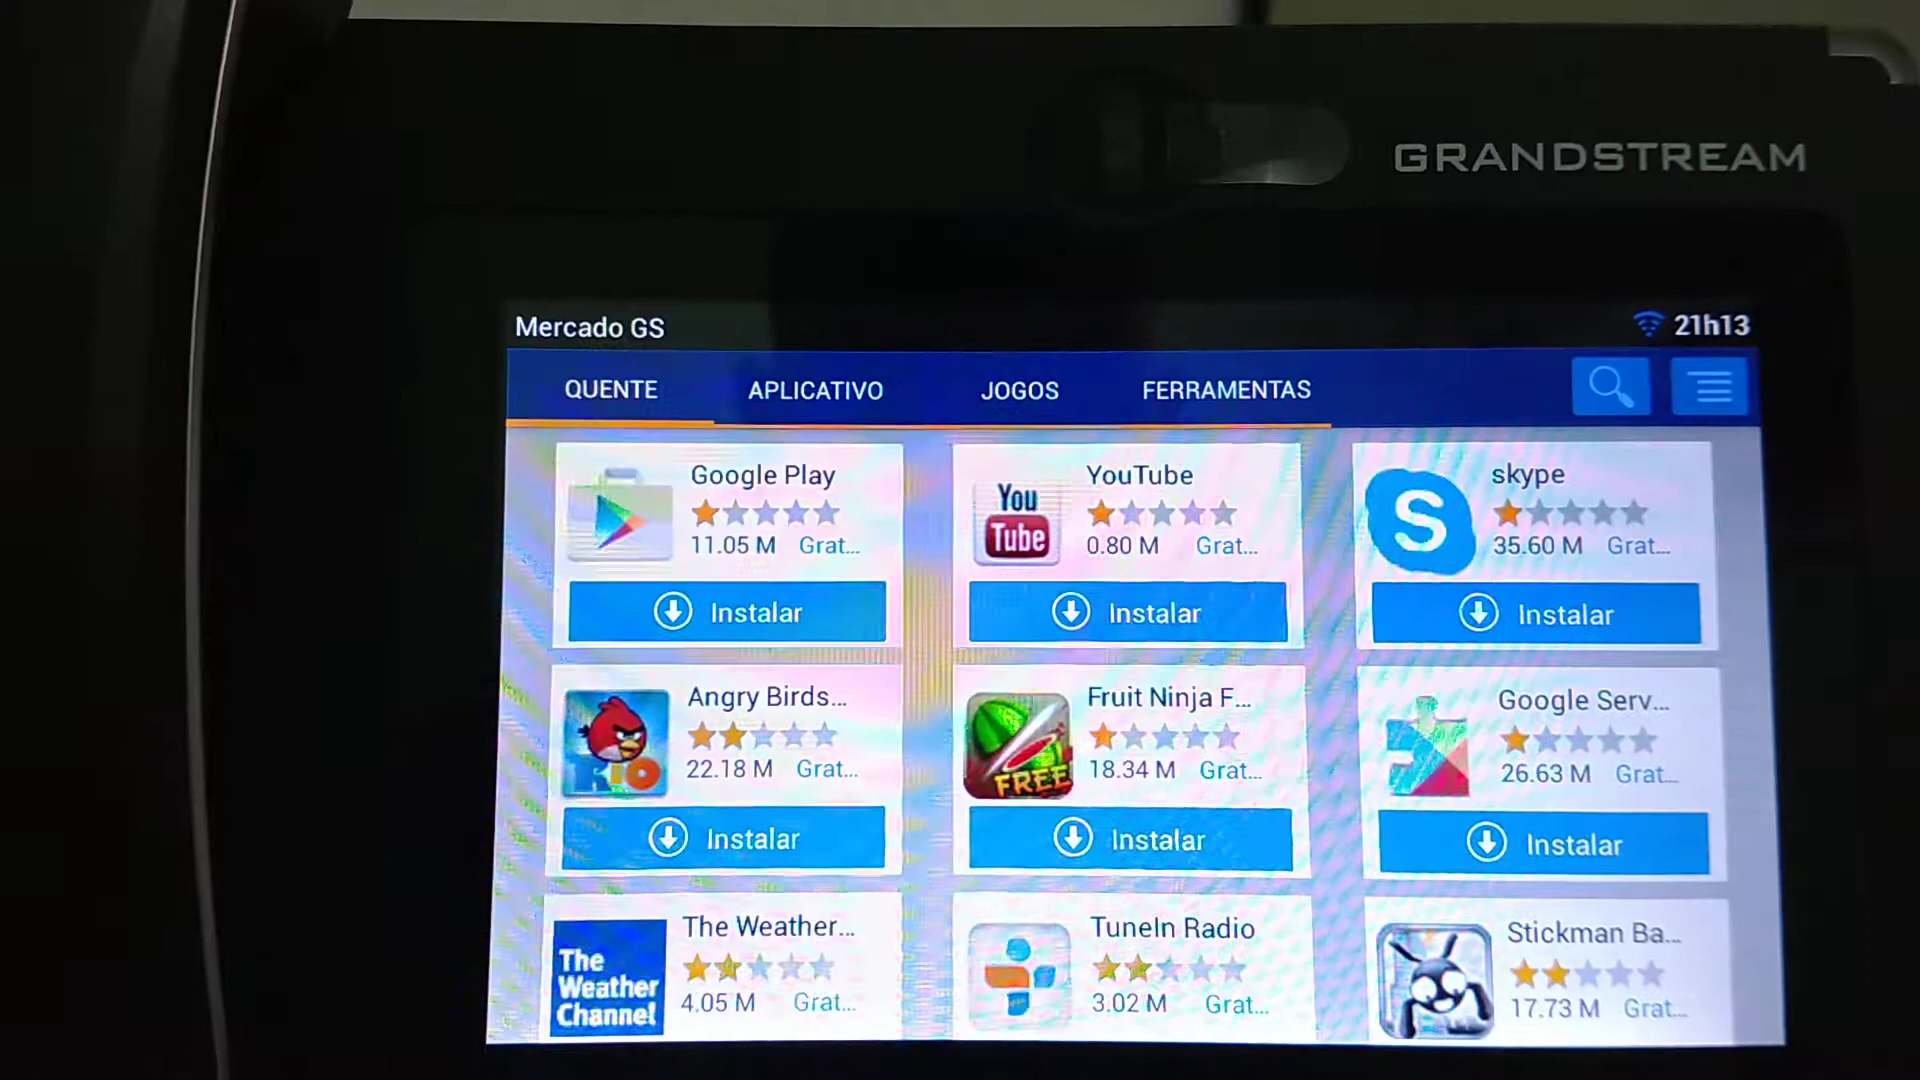 GRANDSTREAM
Mercado GS
21h13
QUENTE
APLICATIVO
JOGOS
FERRAMENTAS
Google Play
11.05 M Grat...
Instalar
YouTube
You
Tube
0.80 M Grat...
Instalar
skype
S
35.60 M Grat...
Instalar
Angry Birds...
RIO
22.18 M Grat...
Instalar
Fruit Ninja F...
FREE
18.34 M Grat...
Instalar
Google Serv...
26.63 M Grat...
Instalar
The Weather...
The
Weather
Channel
4.05 M Grat...
TuneIn Radio
3.02 M Grat...
Stickman Ba...
17.73 M Grat...